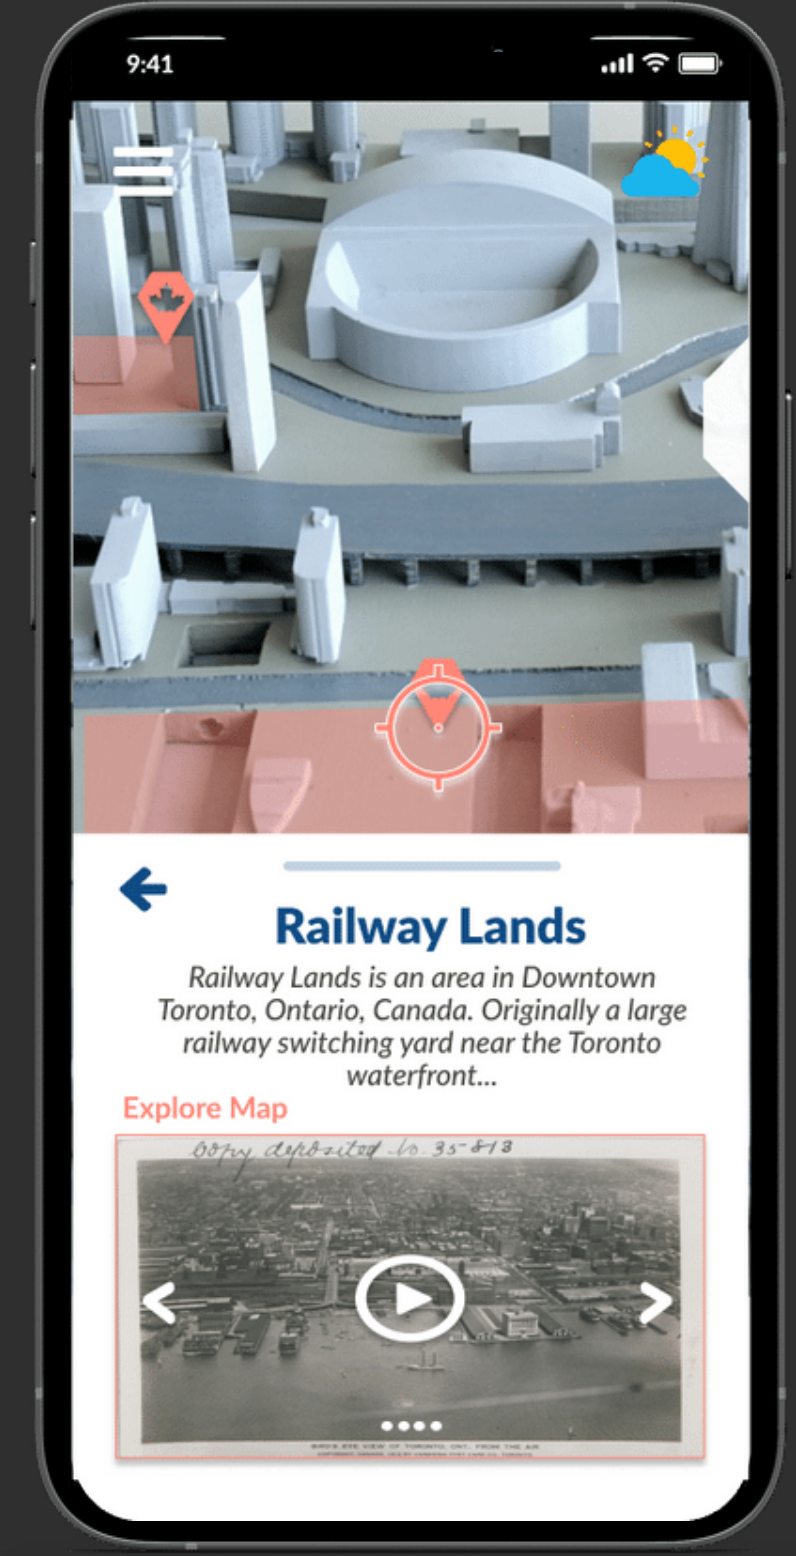 9:41
Railway Lands
Railway Lands is an area in Downtown
Toronto, Ontario, Canada. Originally a large
railway switching yard near the Toronto
waterfront...
Explore Map
Copy deposited No. 35-813
BIRD'S EYE VIEW OF TORONTO, ONT. FROM THE AIR